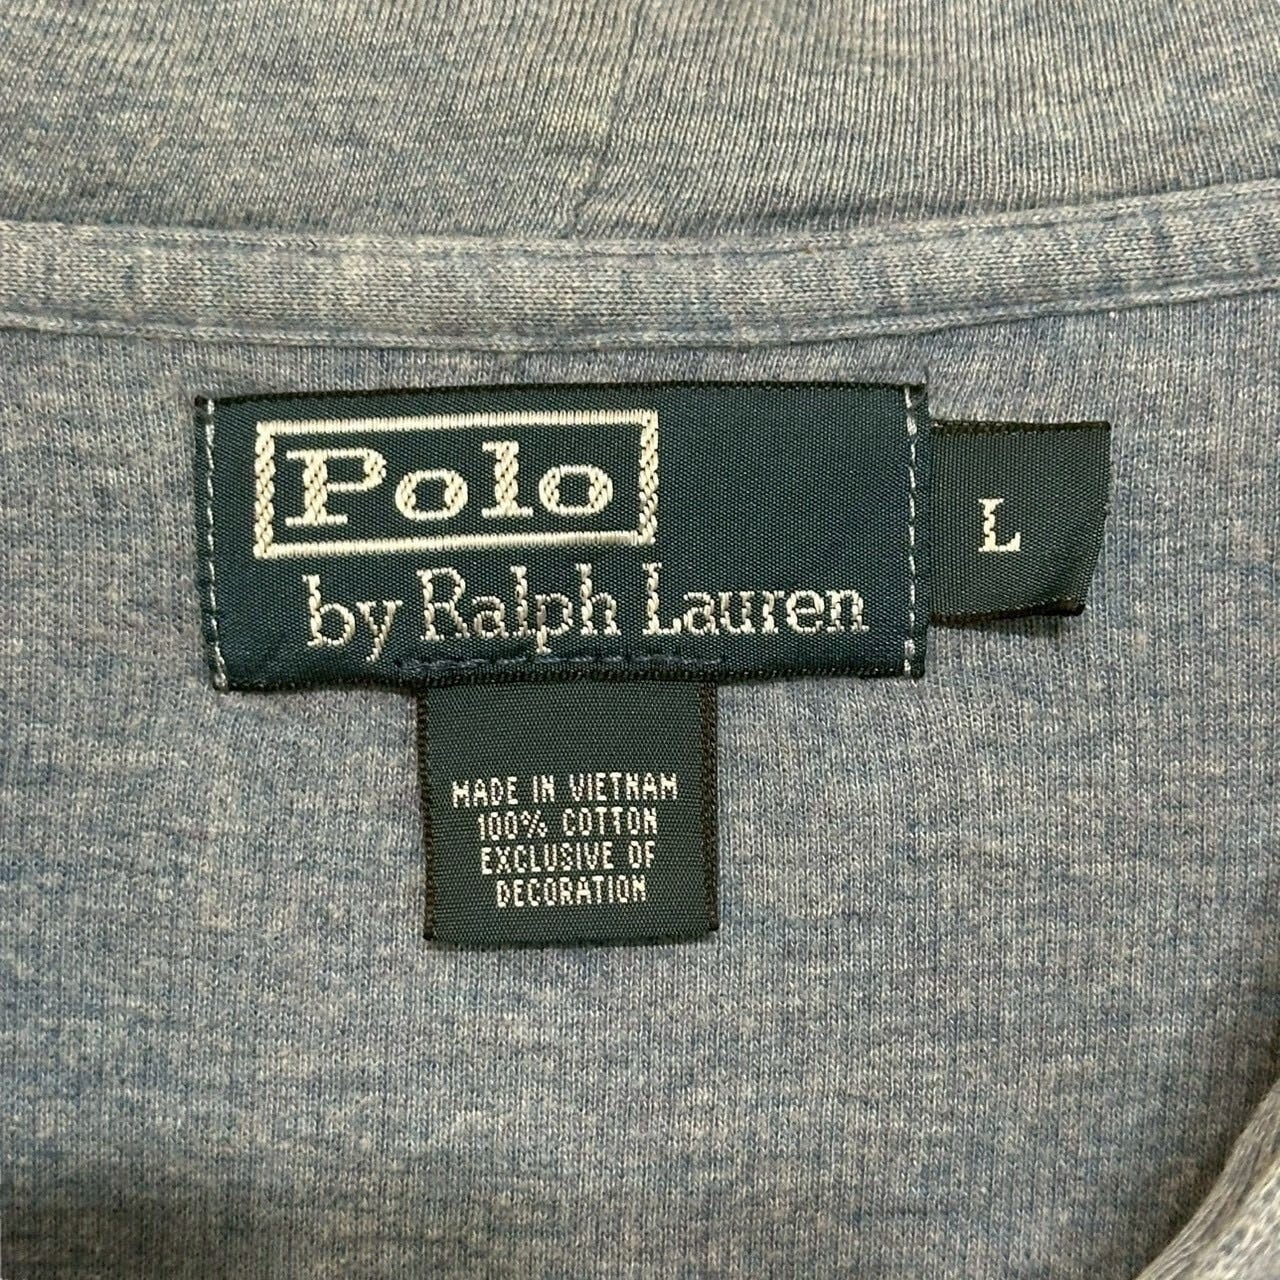 Polo
by Ralph Lauren
L
MADE IN VIETNAM
100% COTTON
EXCLUSIVE OF
DECORATION